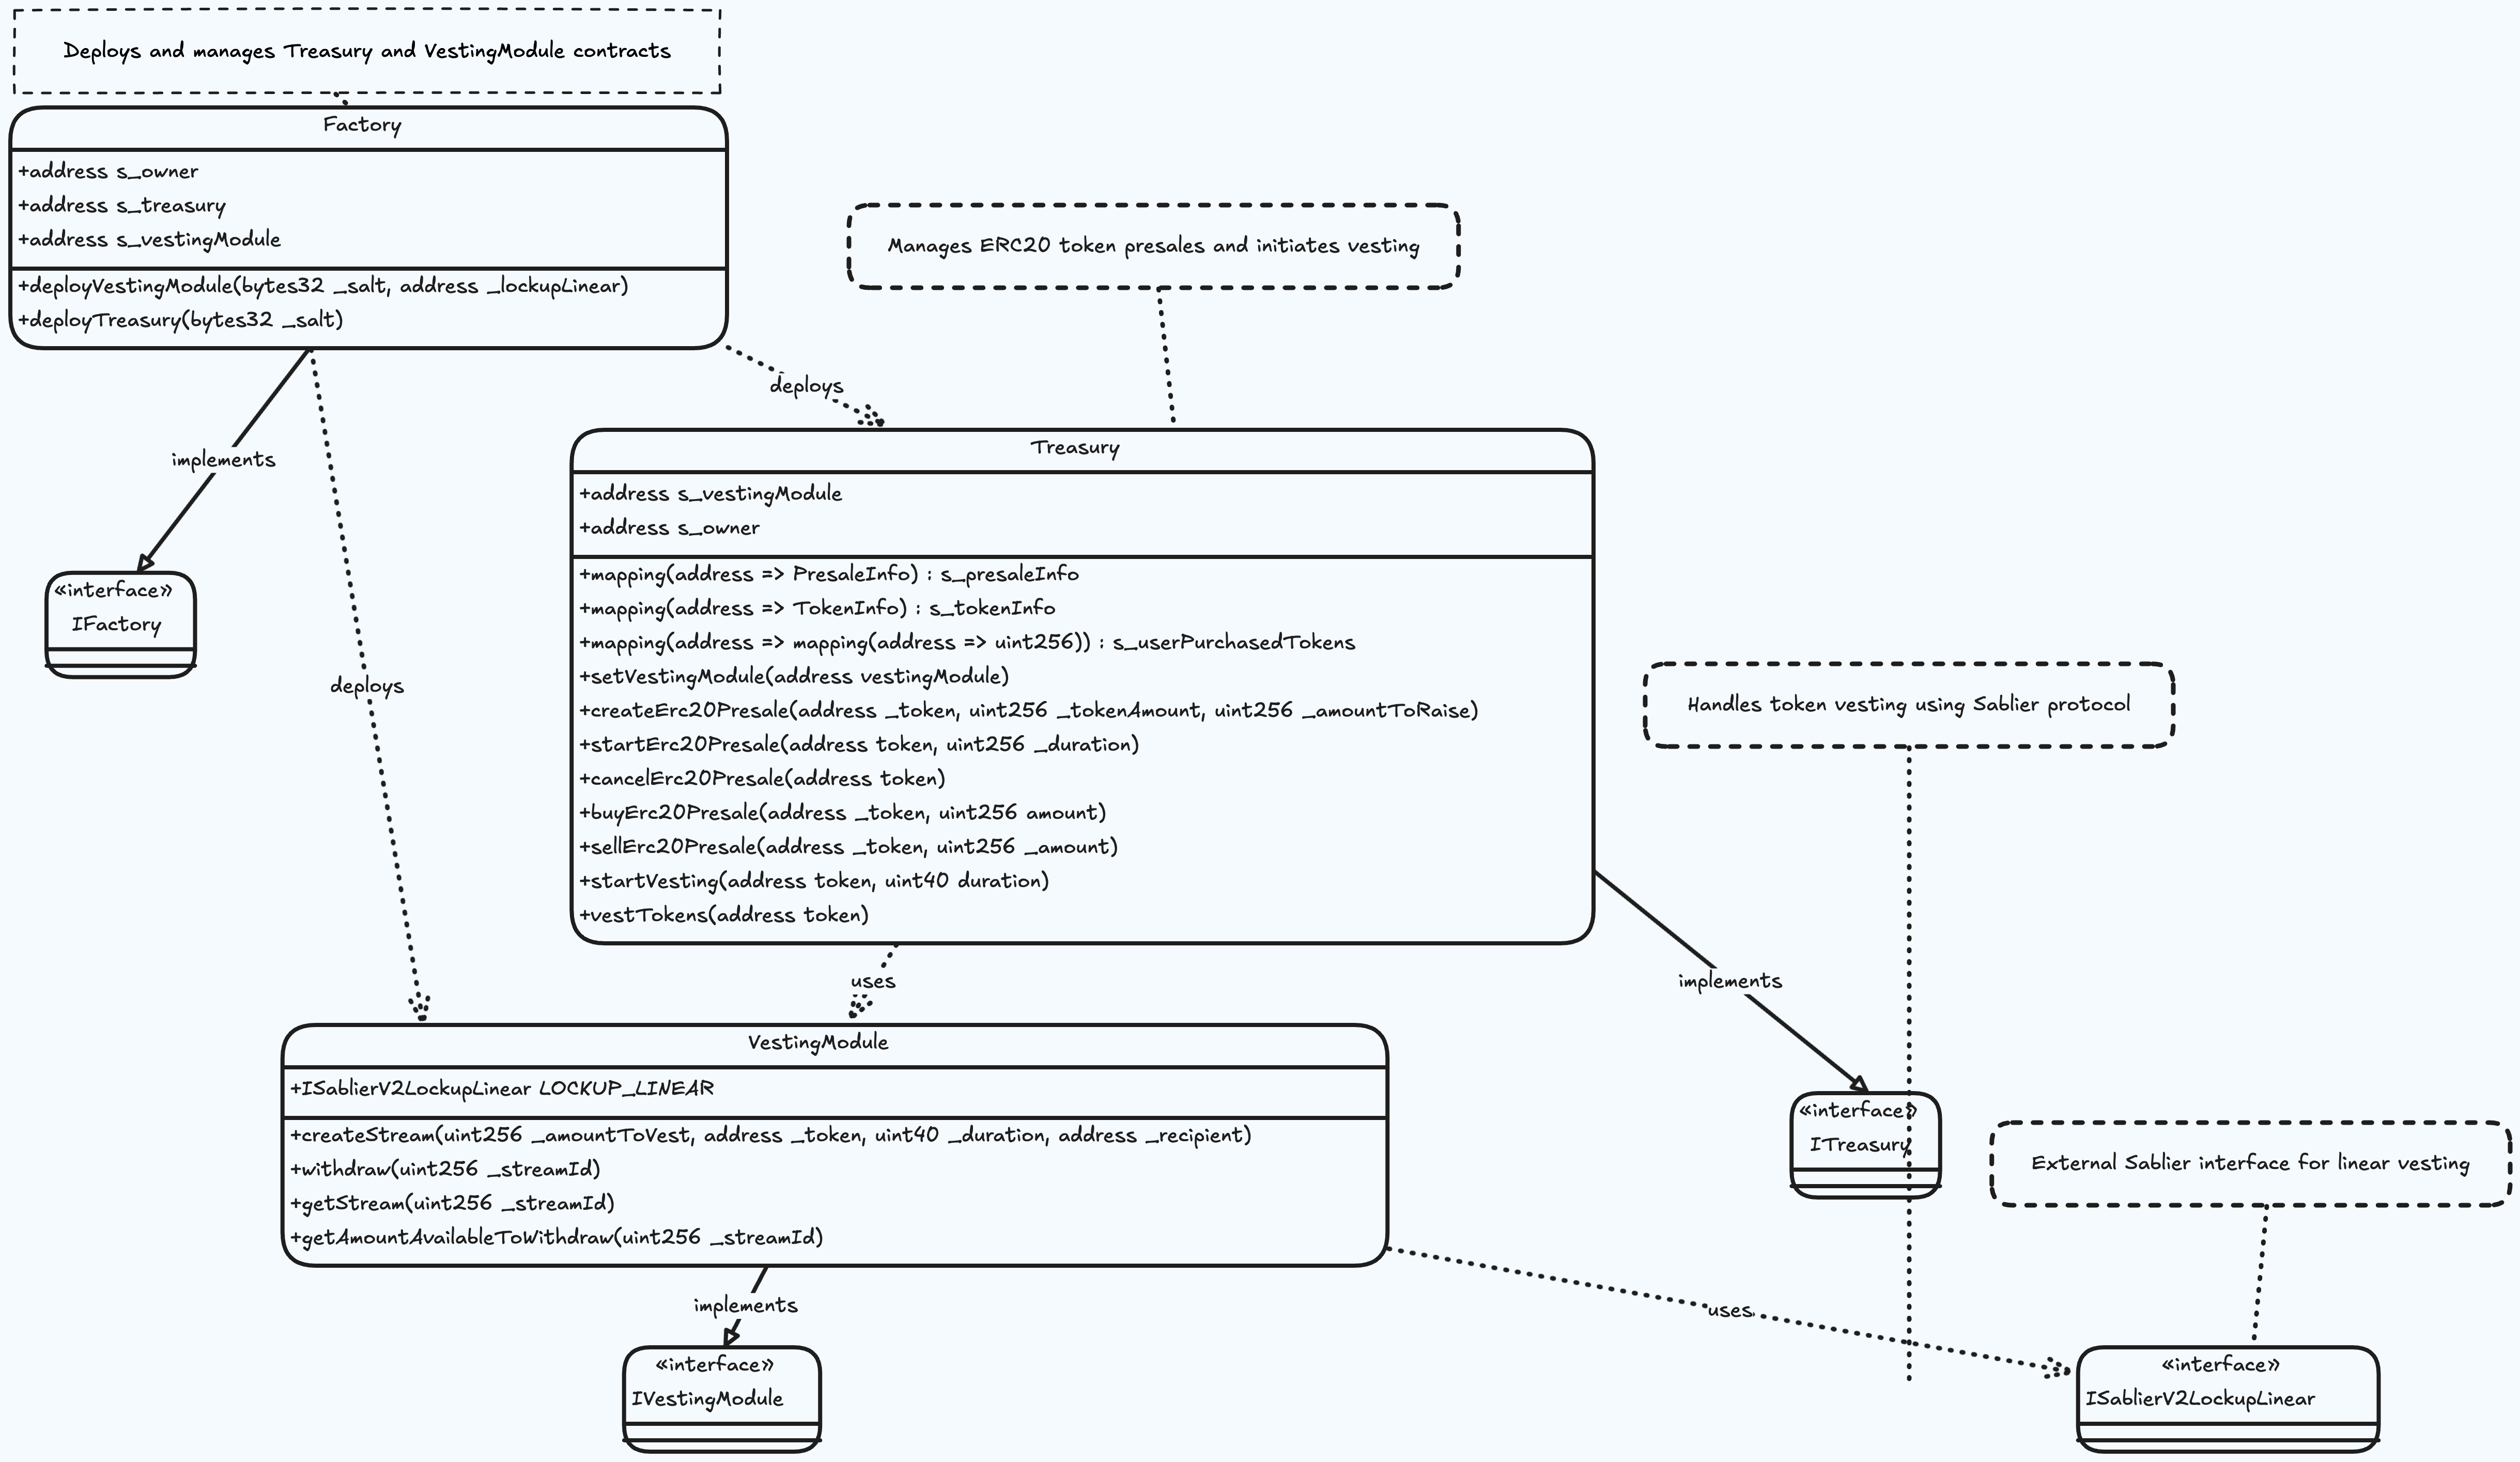 Deploys and manages Treasury and VestingModule contracts
Factory
+address s_owner
+address s_treasury
+address s_vestingModule
+deployVestingModule(bytes32 _salt, address _lockupLinear)
+deployTreasury(bytes32 _salt)
Manages ERC20 token presales and initiates vesting
deploys
implements
deploys
«interface»
IFactory
Treasury
+address s_vestingModule
+address s_owner
+mapping(address => PresaleInfo) : s_presaleInfo
+mapping(address => TokenInfo) : s_tokenInfo
+mapping(address => mapping(address => uint256)) : s_userPurchasedTokens
+setVestingModule(address vestingModule)
+createErc20Presale(address _token, uint256 _tokenAmount, uint256 _amountToRaise)
+startErc20Presale(address token, uint256 _duration)
+cancelErc20Presale(address token)
+buyErc20Presale(address _token, uint256 amount)
+sellErc20Presale(address _token, uint256 _amount)
+startVesting(address token, uint40 duration)
+vestTokens(address token)
Handles token vesting using Sablier protocol
uses
implements
VestingModule
+ISablierV2LockupLinear LOCKUP_LINEAR
+createStream(uint256 _amountToVest, address _token, uint40 _duration, address _recipient)
+withdraw(uint256 _streamId)
+getStream(uint256 _streamId)
+getAmountAvailableToWithdraw(uint256 _streamId)
«interface»
ITreasury
External Sablier interface for linear vesting
implements
uses
«interface»
IVestingModule
«interface»
ISablierV2LockupLinear